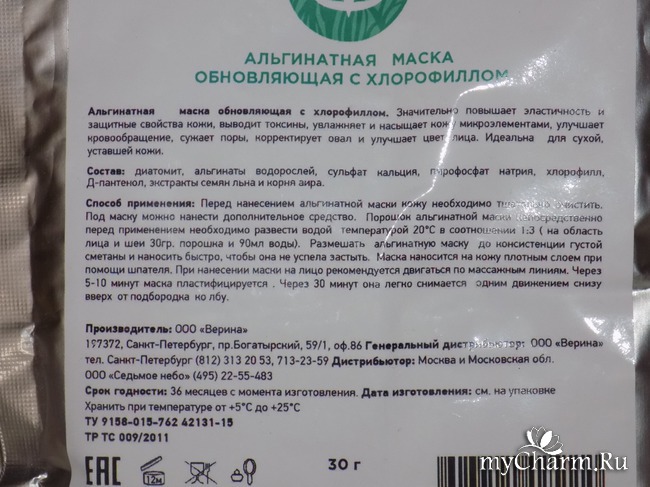 АЛЬГИНАТНАЯ МАСКА
ОБНОВЛЯЮЩАЯ С ХЛОРОФИЛЛОМ
Альгинатная маска обновляющая с хлорофиллом. Значительно повышает эластичность и
защитные свойства кожи, выводит токсины, увлажняет и насыщает кожу микроэлементами, улучшает
кровообращение, сужает поры, корректирует овал и улучшает цвет лица. Идеальна для сухой,
уставшей кожи.
Состав: диатомит, альгинаты водорослей, сульфат кальция, пирофосфат натрия, хлорофилл,
Д-пантенол, экстракты семян льна и корня аира.
Способ применения: Перед нанесением альгинатной маски кожу необходимо тщательно очистить.
Под маску можно нанести дополнительное средство. Порошок альгинатной маски непосредственно
перед применением необходимо развести водой температурой 20°С в соотношении 1:3 ( на область
лица и шеи 30гр. порошка и 90мл воды). Размешать альгинатную маску до консистенции густой
сметаны и наносить быстро, чтобы она не успела застыть. Маска наносится на кожу плотным слоем при
помощи шпателя. При нанесении маски на лицо рекомендуется двигаться по массажным линиям. Через
5-10 минут маска пластифицируется . Через 30 минут она легко снимается одним движением снизу
вверх от подбородка ко лбу.
Производитель: ООО «Верина»
197372, Санкт-Петербург, пр.Богатырский, 59/1, оф.86 Генеральный дистрибьютор: ООО «Верина»
тел. Санкт-Петербург (812) 313 20 53, 713-23-59 Дистрибьютор: Москва и Московская обл.
ООО «Седьмое небо» (495) 22-55-483
Срок годности: 36 месяцев с момента изготовления. Дата изготовления: см. на упаковке
Хранить при температуре от +5°С до +25°С
ТУ 9158-015-762 42131-15
ТР ТС 009/2011
ЕАС 12М 30 г
myCharm.Ru